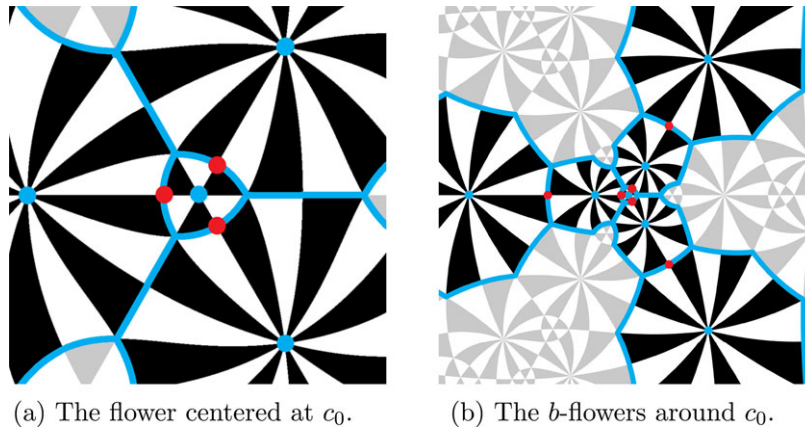 (a) The flower centered at c₀.
(b) The b-flowers around c₀.